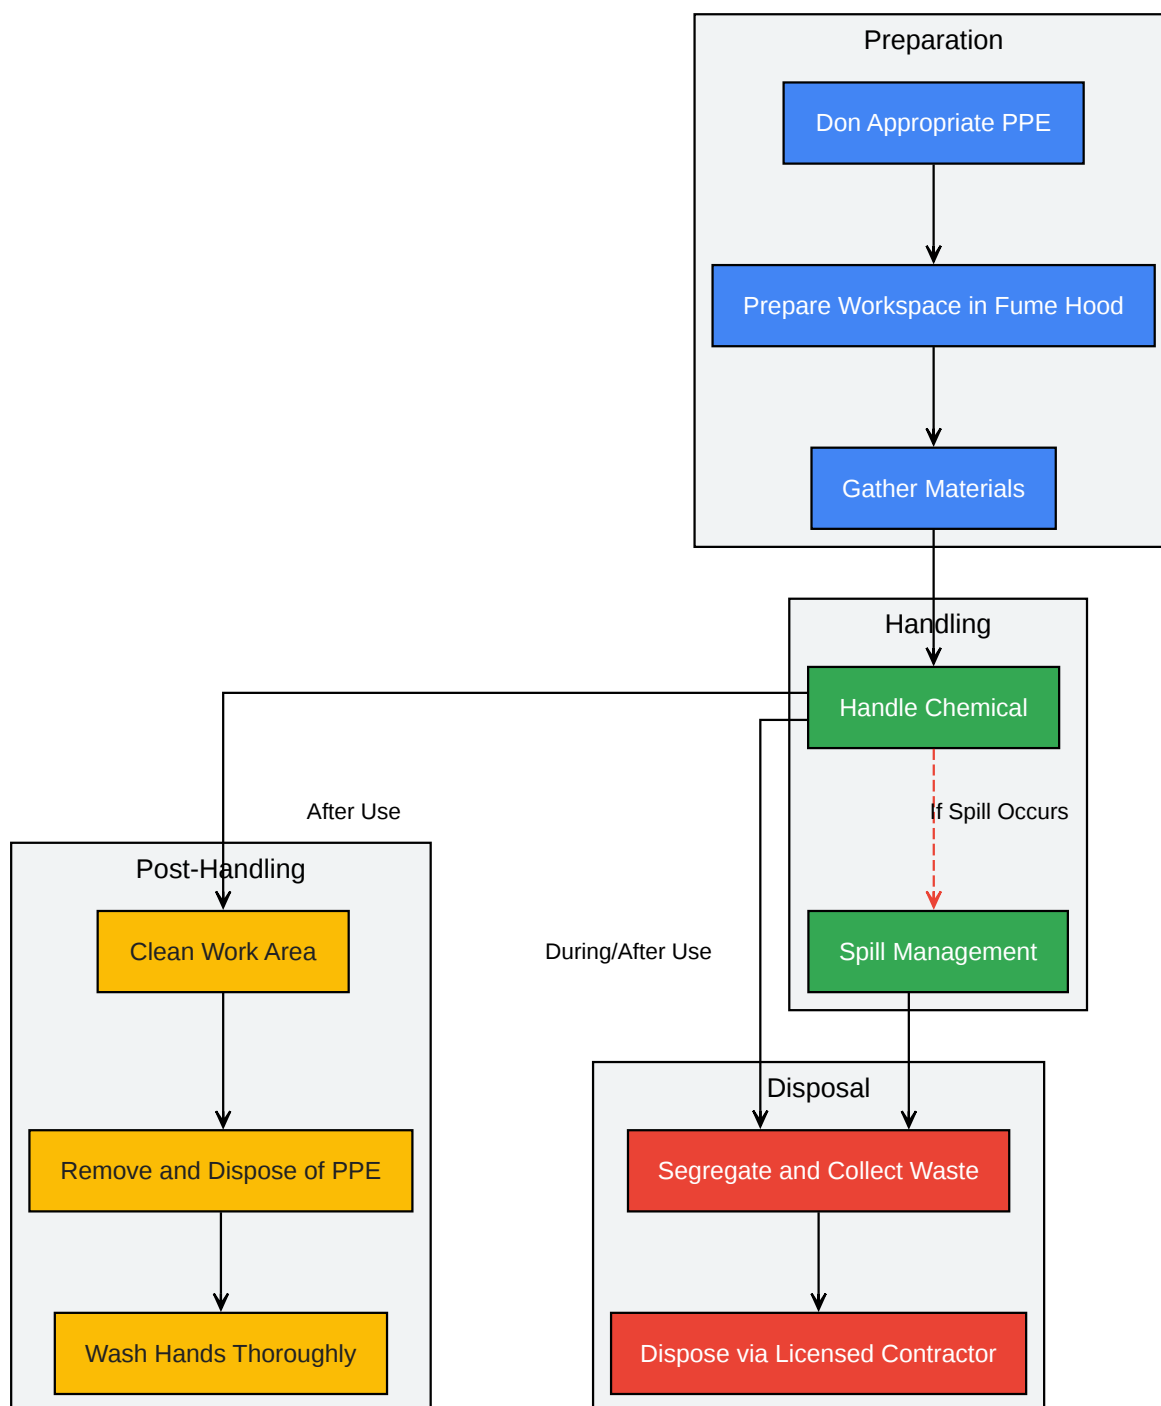 Preparation
Don Appropriate PPE
Prepare Workspace in Fume Hood
Gather Materials
Handling
Handle Chemical
After Use
If Spill Occurs
Post-Handling
Clean Work Area
During/After Use
Spill Management
Disposal
Remove and Dispose of PPE
Segregate and Collect Waste
Wash Hands Thoroughly
Dispose via Licensed Contractor